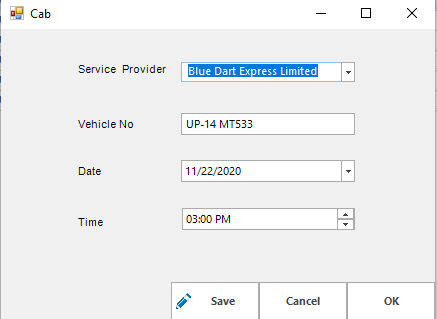 Cab
Service Provider Blue Dart Express Limited
Vehicle No UP-14 MT533
Date 11/22/2020
Time 03:00 PM
Save Cancel OK